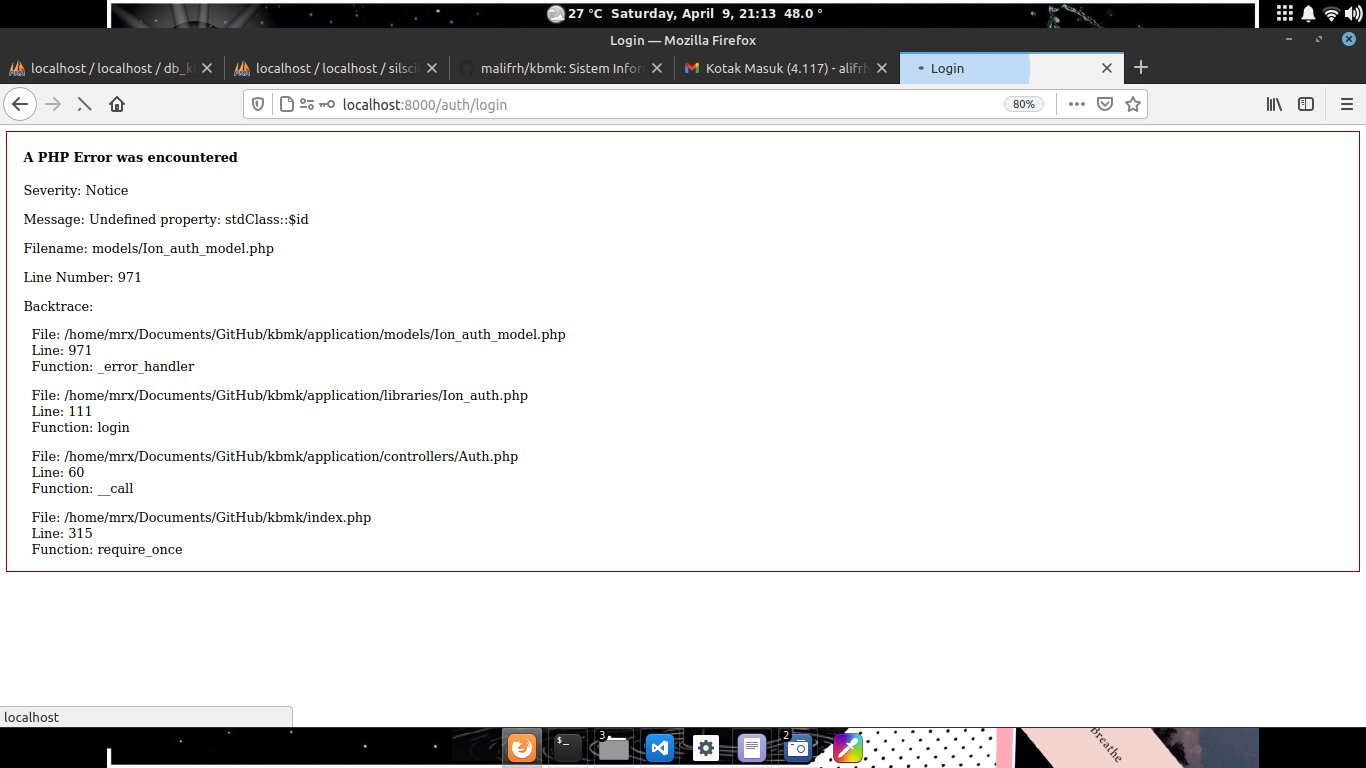 27 °C Saturday, April 9, 21:13 48.0 °
Login — Mozilla Firefox
localhost / localhost / db_k
localhost / localhost / silsci
malifrh/kbmk: Sistem Infor
Kotak Masuk (4.117) - alifrh
Login
localhost:8000/auth/login
80%
A PHP Error was encountered
Severity: Notice
Message: Undefined property: stdClass::$id
Filename: models/Ion_auth_model.php
Line Number: 971
Backtrace:
File: /home/mrx/Documents/GitHub/kbmk/application/models/Ion_auth_model.php
Line: 971
Function: _error_handler
File: /home/mrx/Documents/GitHub/kbmk/application/libraries/Ion_auth.php
Line: 111
Function: login
File: /home/mrx/Documents/GitHub/kbmk/application/controllers/Auth.php
Line: 60
Function: __call
File: /home/mrx/Documents/GitHub/kbmk/index.php
Line: 315
Function: require_once
localhost
3
2
Breathe